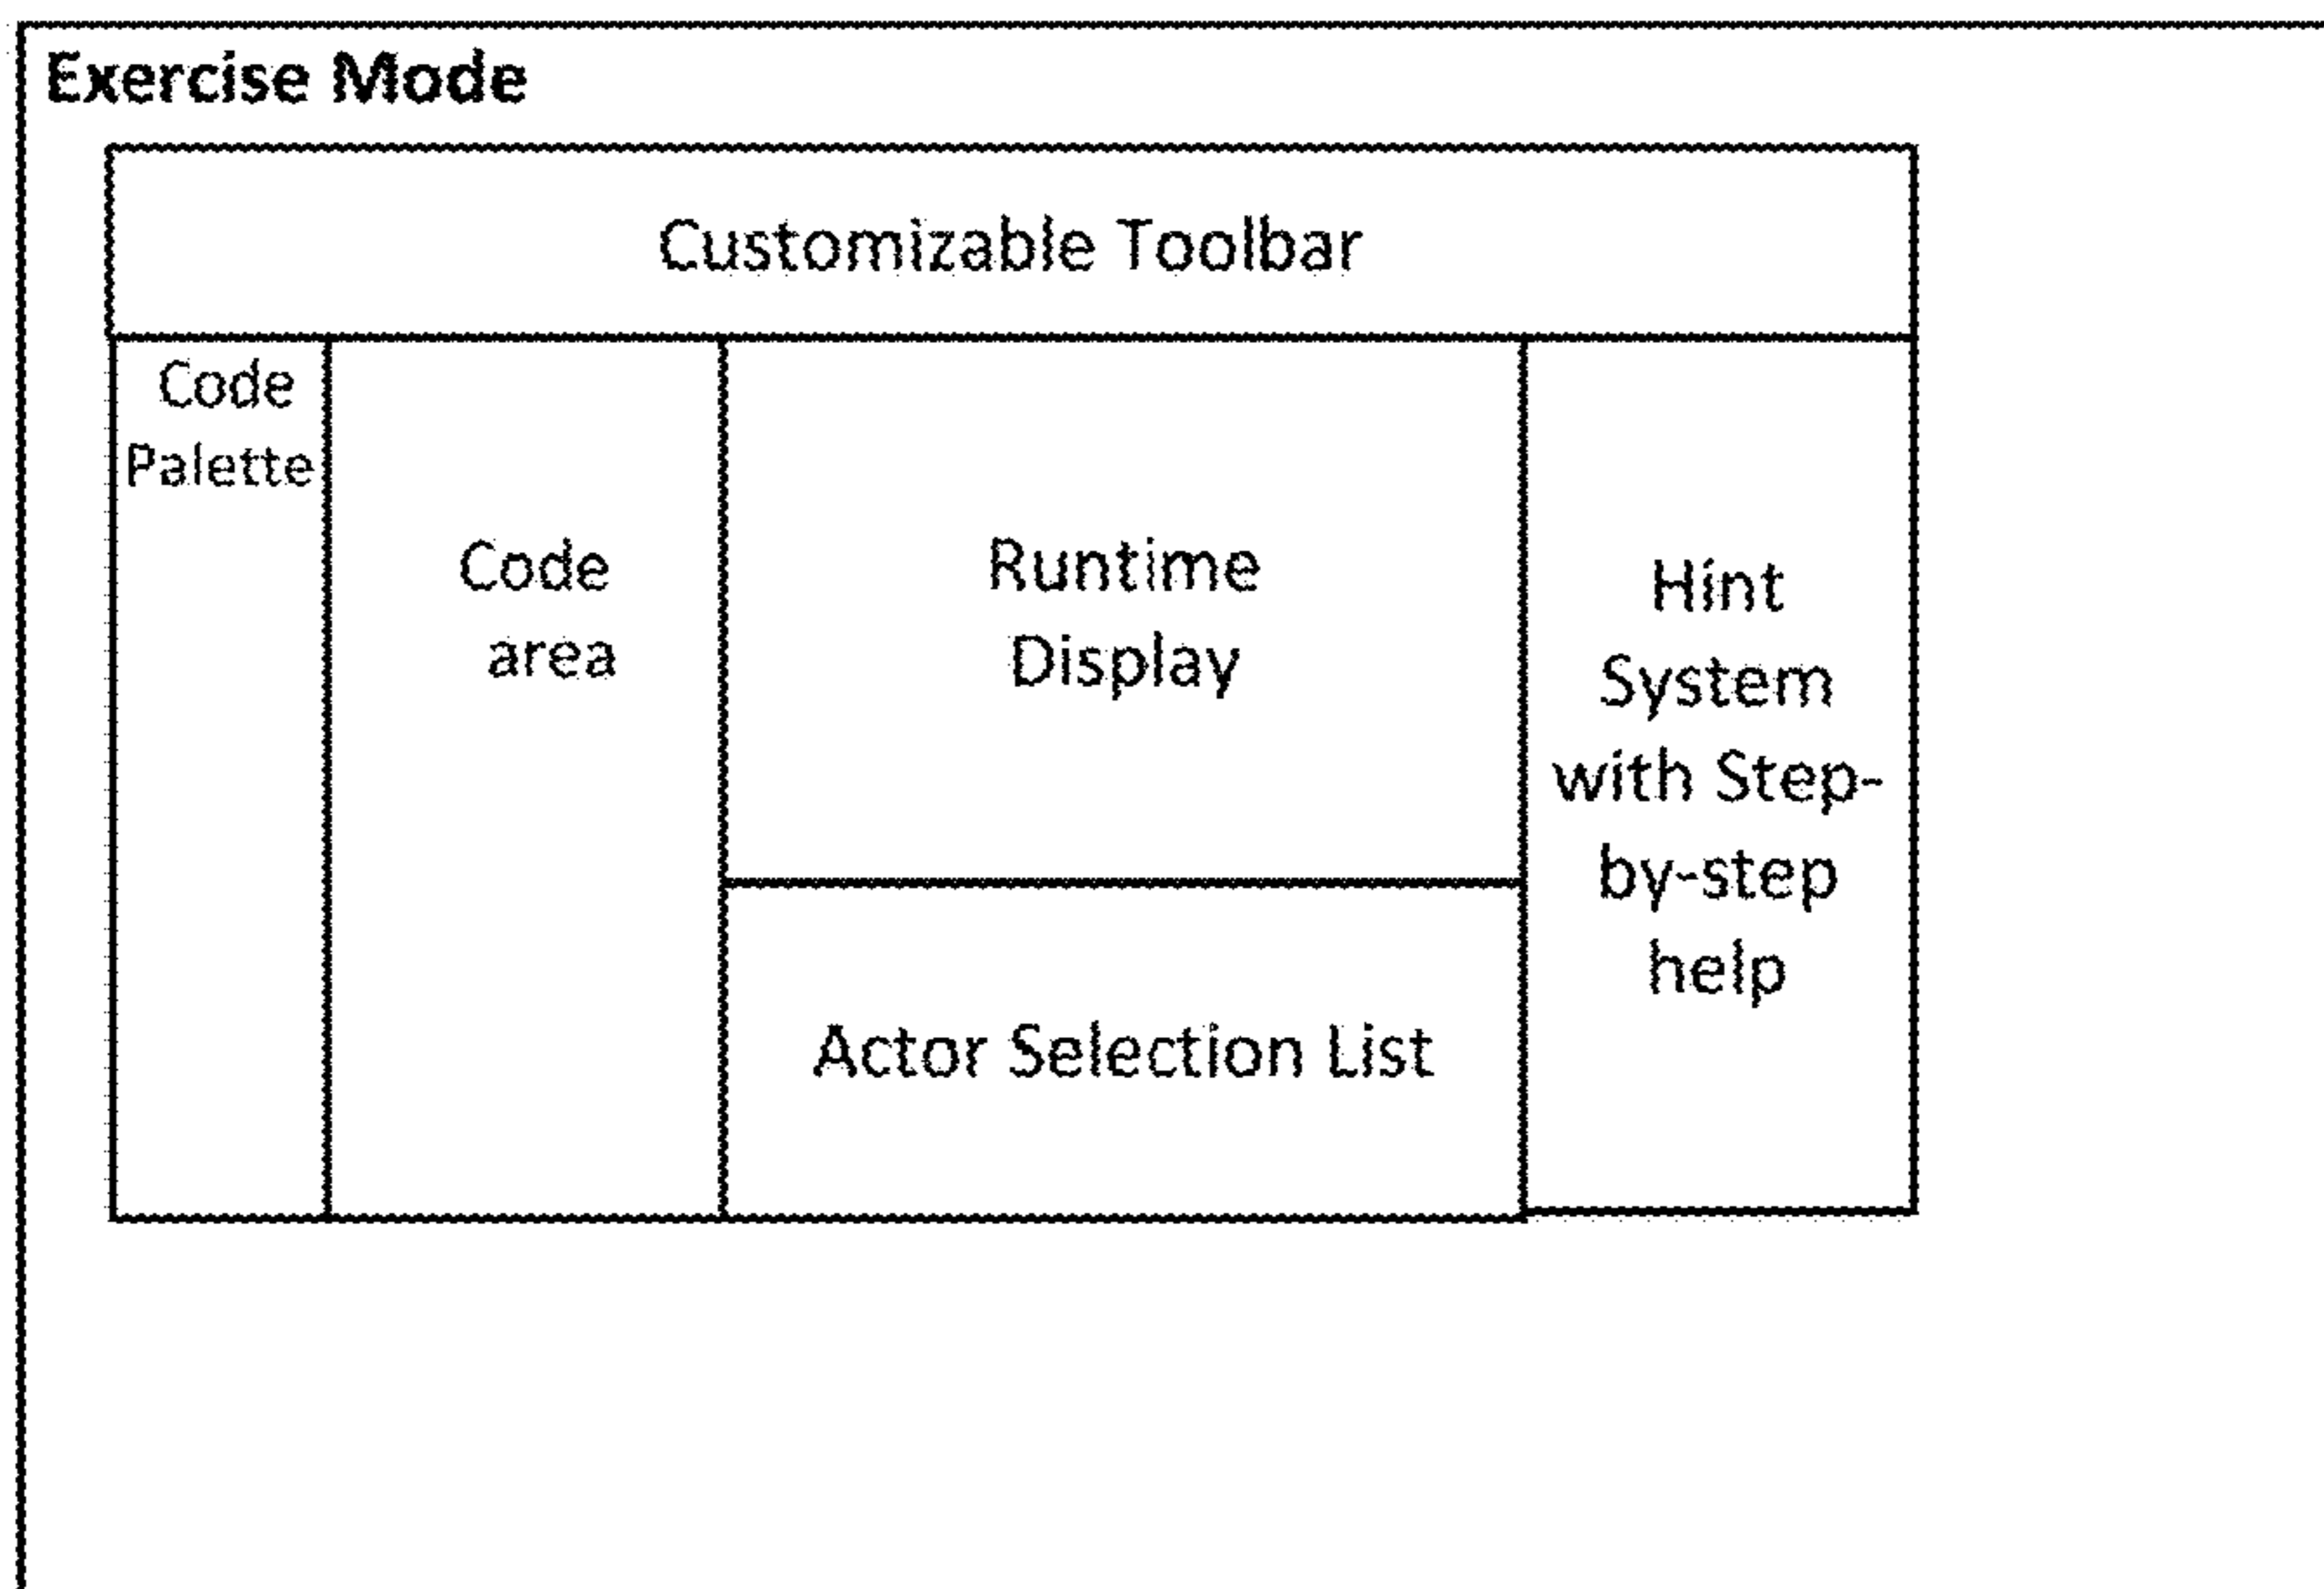 Exercise Mode
Customizable Toolbar
Code
Palette
Code
area
Runtime
Display
Actor Selection List
Hint
System
with Step-
by-step
help